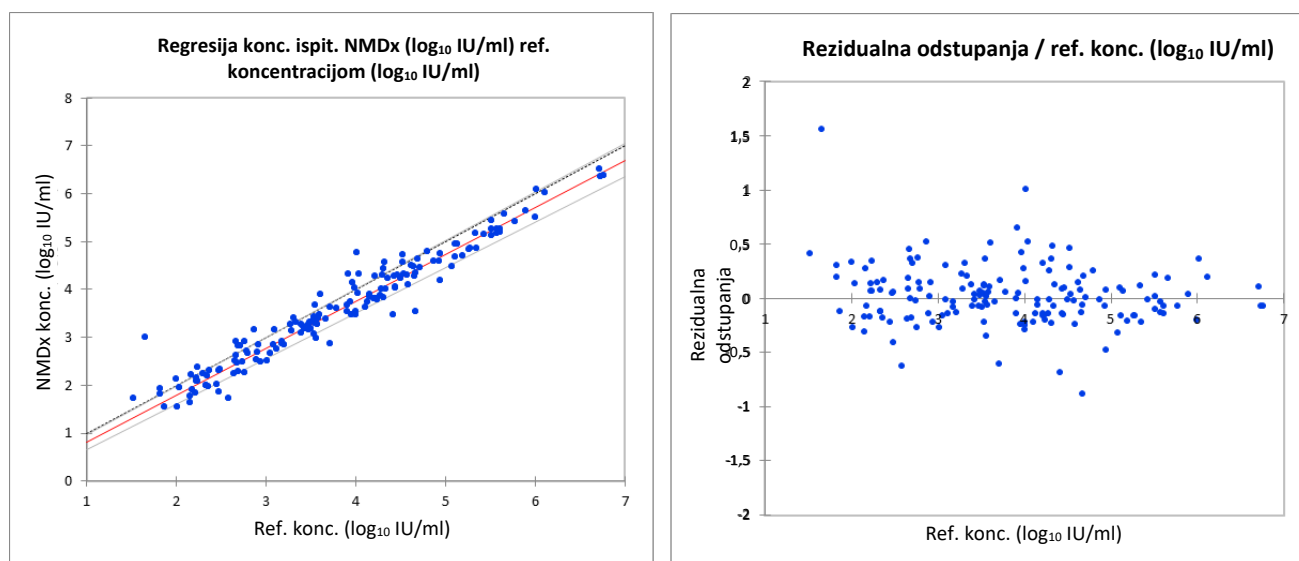 Regresija konc. ispit. NMDx (log₁₀ IU/ml) ref.
koncentracijom (log₁₀ IU/ml)
NMDx konc. (log₁₀ IU/ml)
8
7
6
5
4
3
2
1
0
1 2 3 4 5 6 7
Ref. konc. (log₁₀ IU/ml)
Rezidualna odstupanja / ref. konc. (log₁₀ IU/ml)
Rezidualna
odstupanja
2
1,5
1
0,5
0
-0,5
-1
-1,5
-2
1 2 3 4 5 6 7
Ref. konc. (log₁₀ IU/ml)